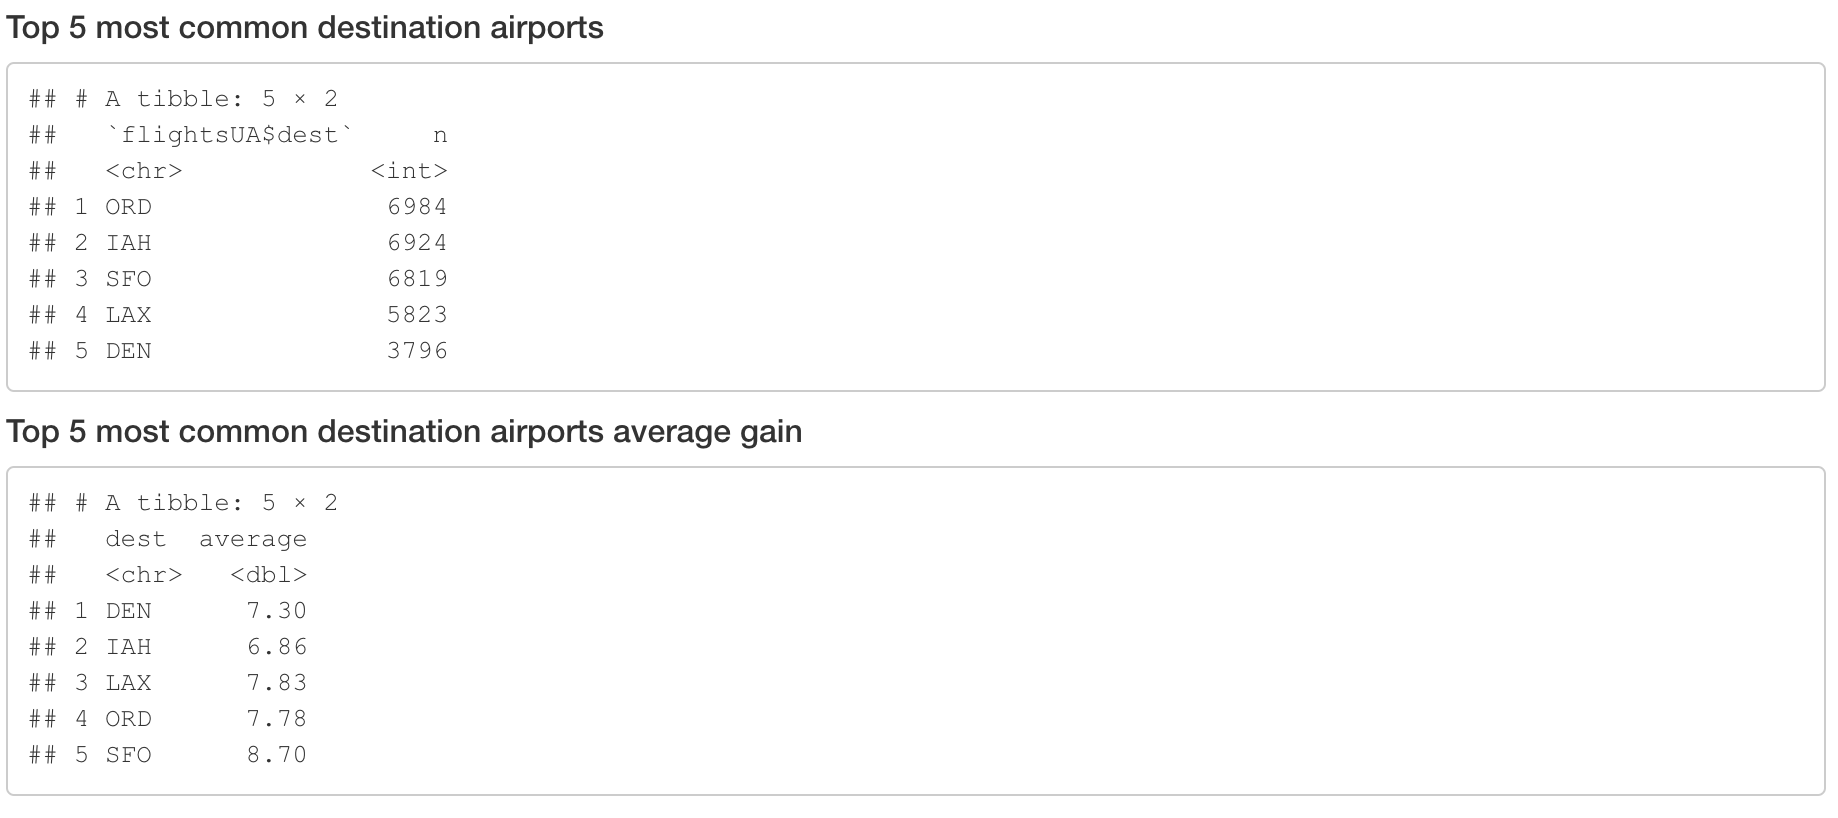 Top 5 most common destination airports
## # A tibble: 5 × 2
##   `flightsUA$dest`     n
##   <chr>            <int>
## 1 ORD               6984
## 2 IAH               6924
## 3 SFO               6819
## 4 LAX               5823
## 5 DEN               3796
Top 5 most common destination airports average gain
## # A tibble: 5 × 2
##   dest  average
##   <chr>   <dbl>
## 1 DEN      7.30
## 2 IAH      6.86
## 3 LAX      7.83
## 4 ORD      7.78
## 5 SFO      8.70